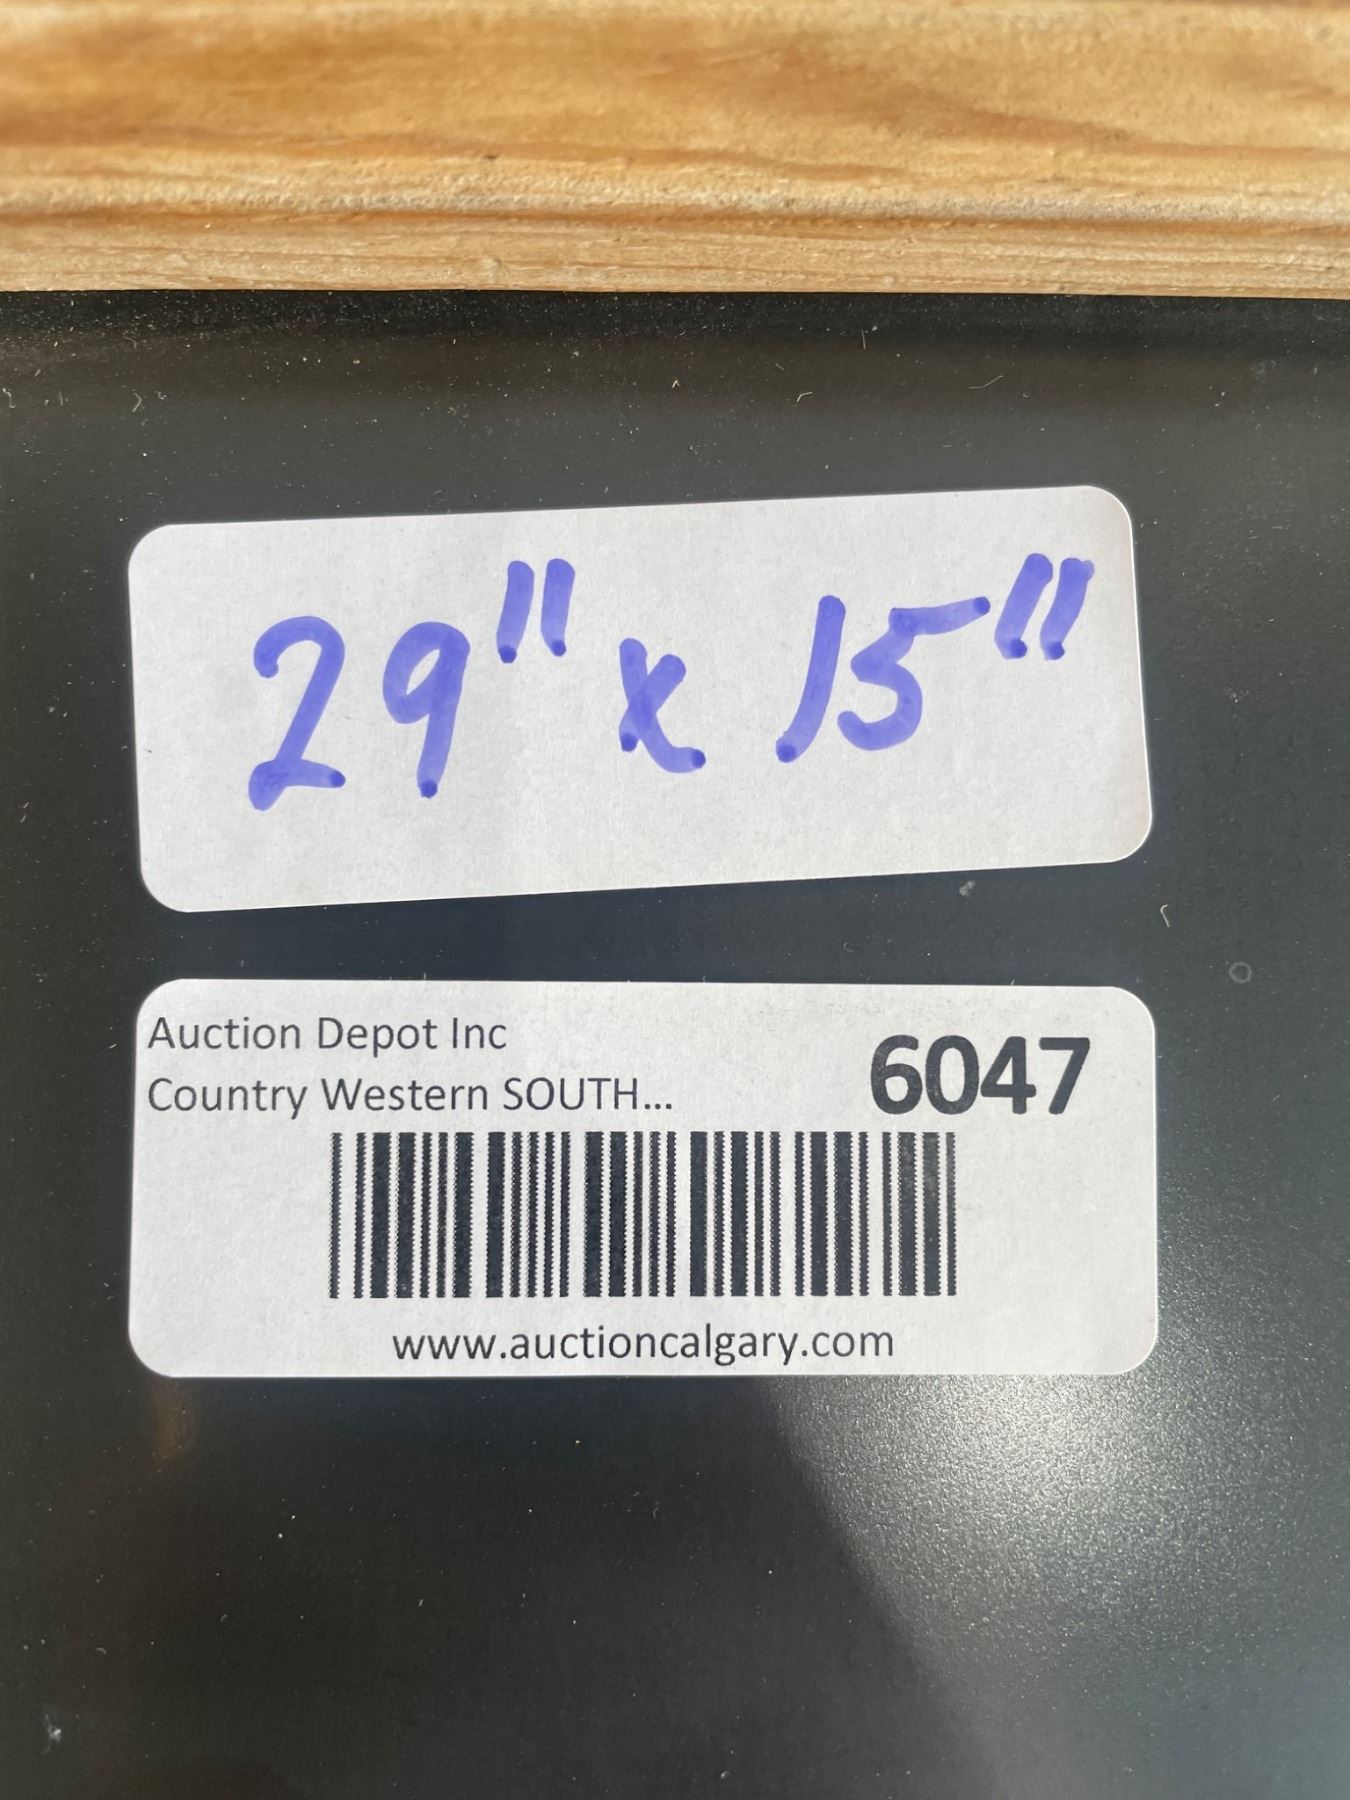 29" x 15"
Auction Depot Inc
Country Western SOUTH...
6047
www.auctioncalgary.com